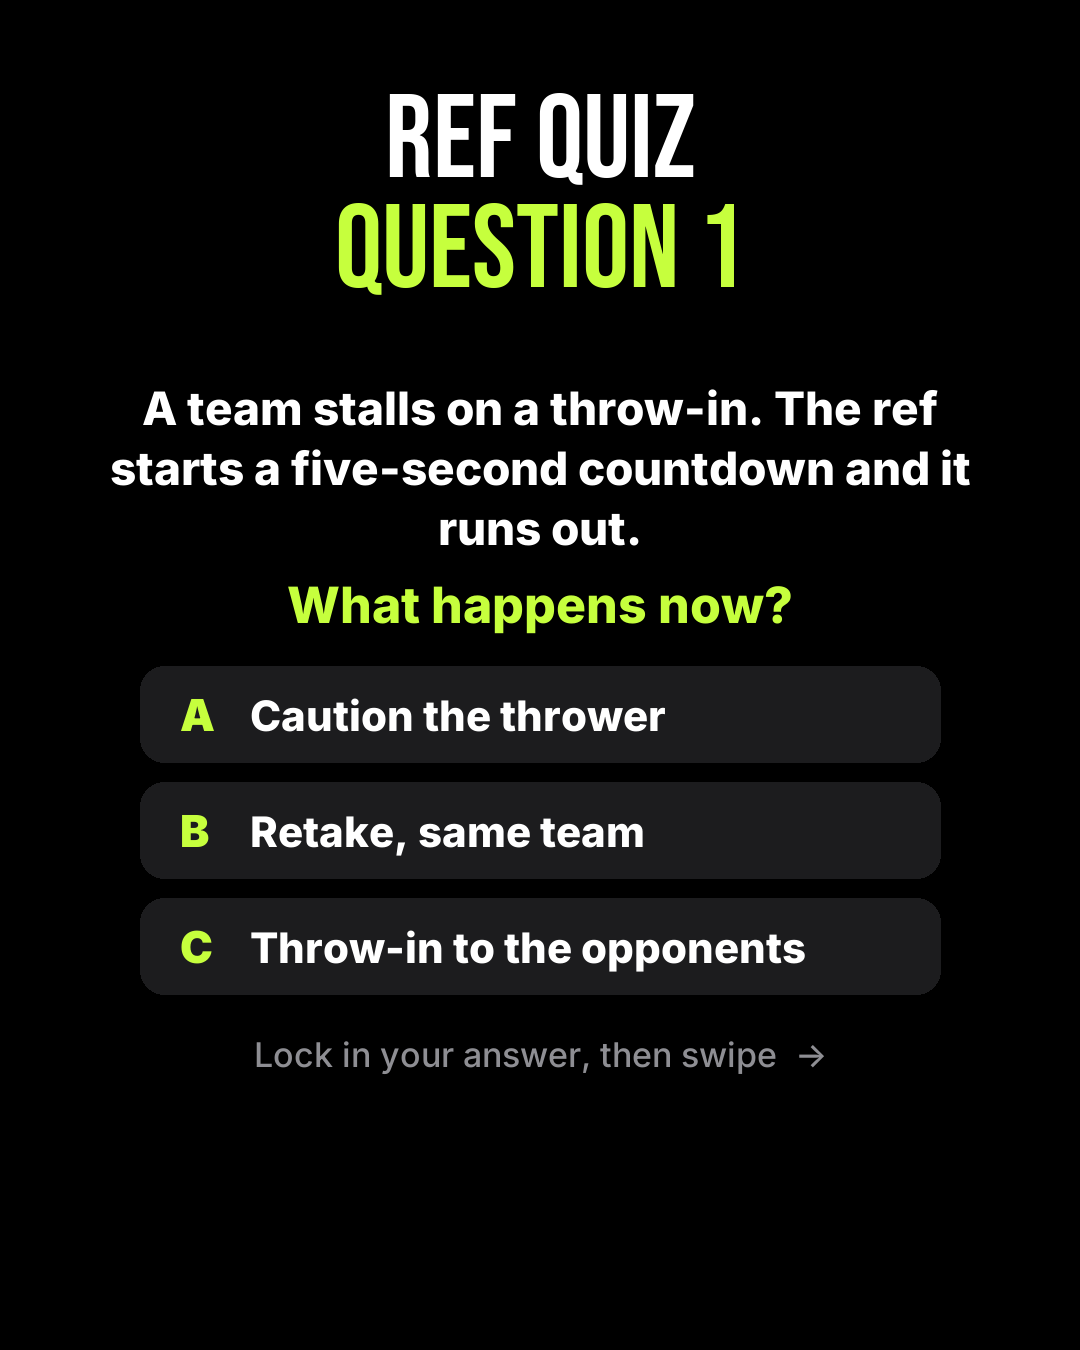 REF QUIZ
QUESTION 1
A team stalls on a throw-in. The ref
starts a five-second countdown and it
runs out.
What happens now?
A Caution the thrower
B Retake, same team
C Throw-in to the opponents
Lock in your answer, then swipe →